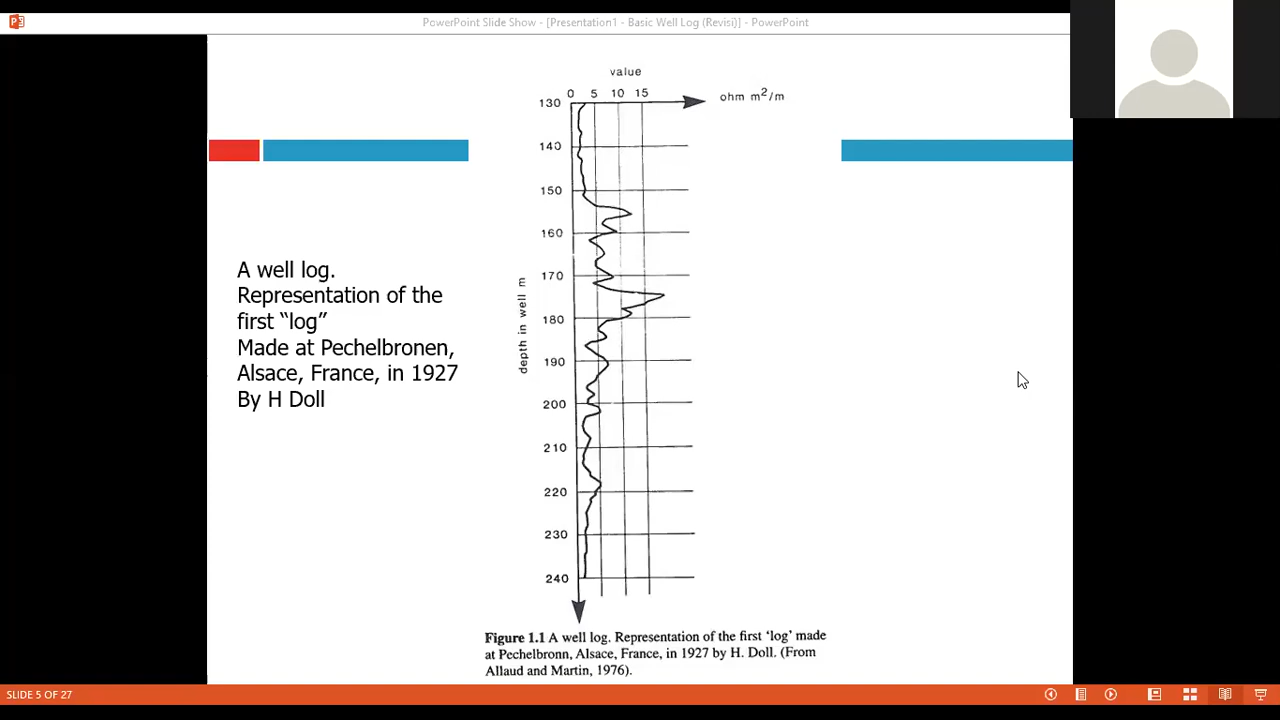 PowerPoint Slide Show - [Presentation1 - Basic Well Log (Revisi)] - PowerPoint
A well log.
Representation of the
first “log”
Made at Pechelbronen,
Alsace, France, in 1927
By H Doll
value
0 5 10 15
ohm m²/m
130
140
150
160
170
180
190
200
210
220
230
240
depth in well m
Figure 1.1 A well log. Representation of the first ‘log’ made
at Pechelbronn, Alsace, France, in 1927 by H. Doll. (From
Allaud and Martin, 1976).
SLIDE 5 OF 27